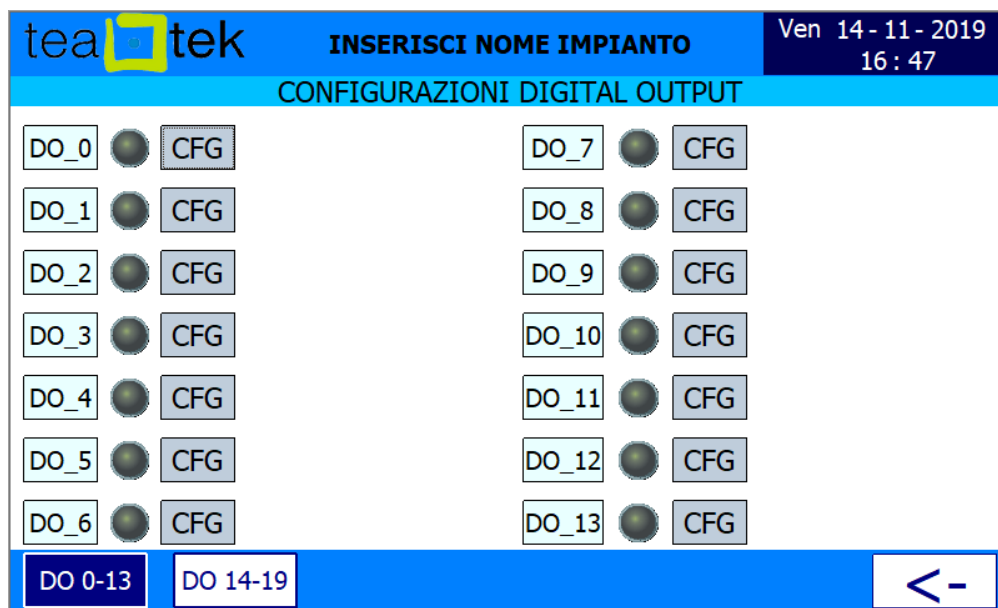 teatek
INSERISCI NOME IMPIANTO
Ven 14-11-2019
16:47
CONFIGURAZIONI DIGITAL OUTPUT
DO_0 CFG
DO_7 CFG
DO_1 CFG
DO_8 CFG
DO_2 CFG
DO_9 CFG
DO_3 CFG
DO_10 CFG
DO_4 CFG
DO_11 CFG
DO_5 CFG
DO_12 CFG
DO_6 CFG
DO_13 CFG
DO 0-13
DO 14-19
<-